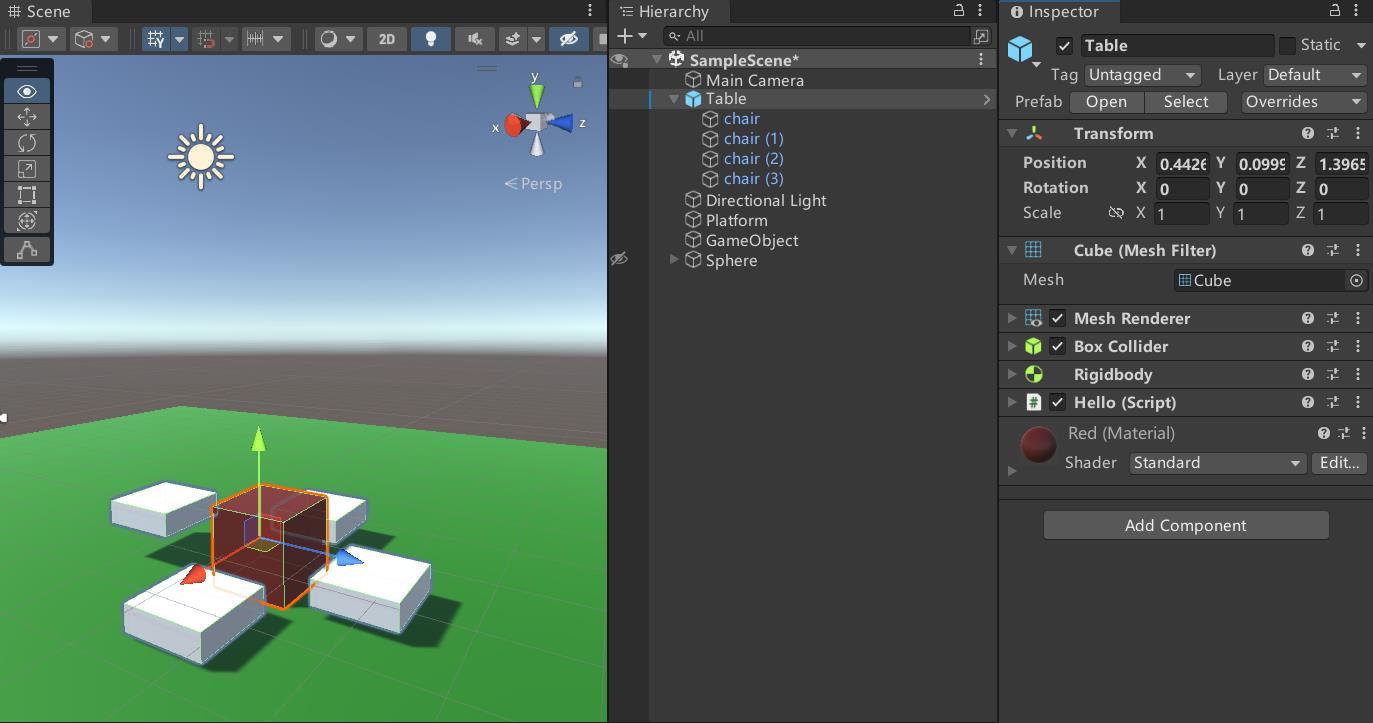 Scene
2D
y
x
z
Persp
Hierarchy
All
SampleScene*
Main Camera
Table
chair
chair (1)
chair (2)
chair (3)
Directional Light
Platform
GameObject
Sphere
Inspector
Table
Static
Tag Untagged Layer Default
Prefab Open Select Overrides
Transform
Position X 0.4426 Y 0.0999 Z 1.3965
Rotation X 0 Y 0 Z 0
Scale X 1 Y 1 Z 1
Cube (Mesh Filter)
Mesh Cube
Mesh Renderer
Box Collider
Rigidbody
# Hello (Script)
Red (Material)
Shader Standard Edit...
Add Component